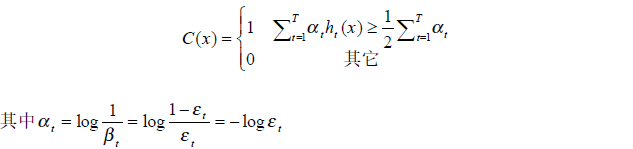 C(x) = { 1 ∑_{t=1}^{T} α_t h_t(x) ≥ 1/2 ∑_{t=1}^{T} α_t
0 其它
其中 α_t = log 1/β_t = log (1-ε_t)/ε_t = -log ε_t